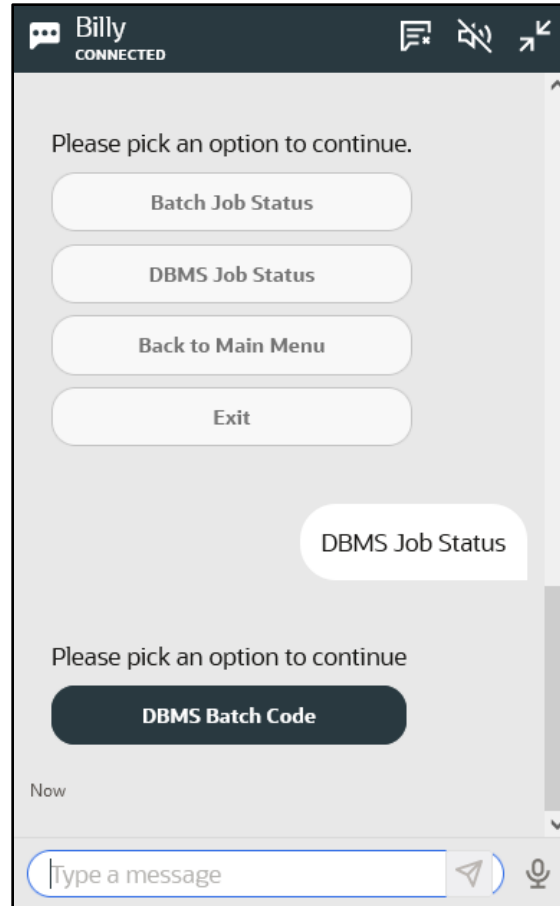 Billy
CONNECTED
Please pick an option to continue.
Batch Job Status
DBMS Job Status
Back to Main Menu
Exit
DBMS Job Status
Please pick an option to continue
DBMS Batch Code
Now
Type a message